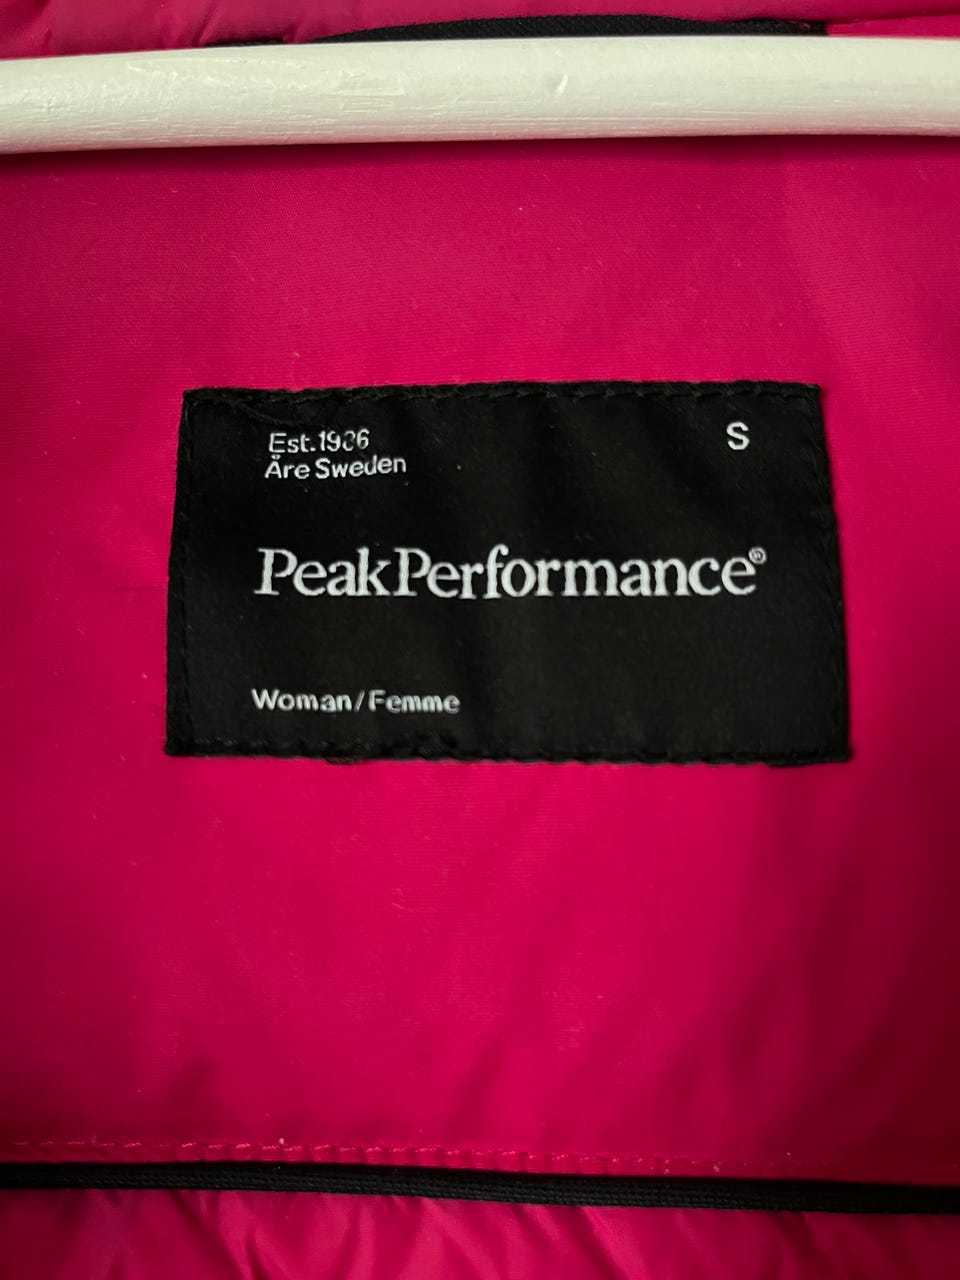 Est.1986
Åre Sweden
S
PeakPerformance®
Woman/Femme